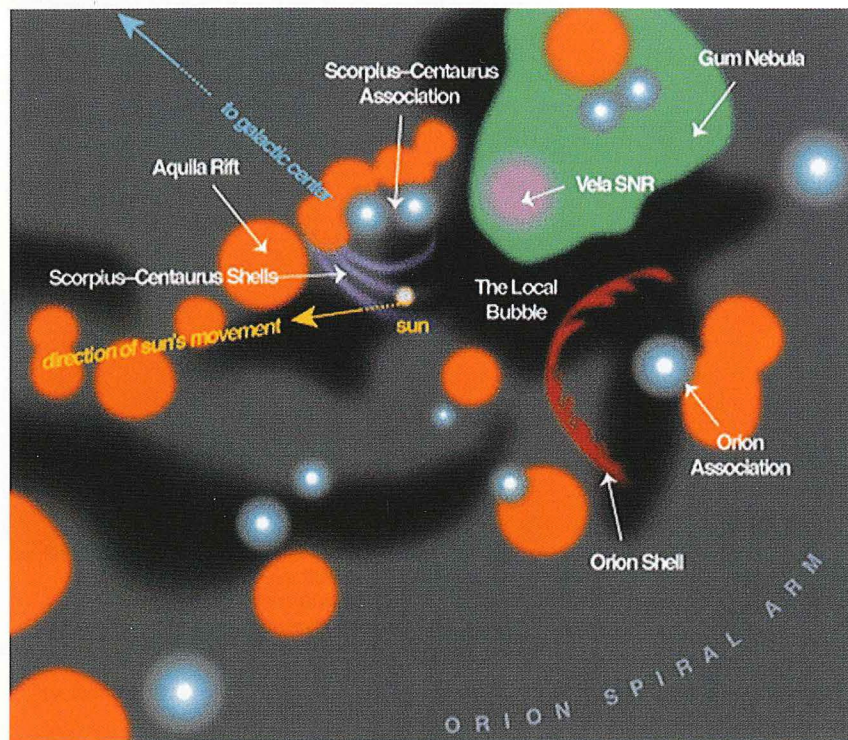 to galactic center
Scorpius–Centaurus
Association
Gum Nebula
Aquila Rift
Vela SNR
Scorpius–Centaurus Shells
The Local
Bubble
direction of sun's movement
sun
Orion
Association
Orion Shell
ORION SPIRAL ARM